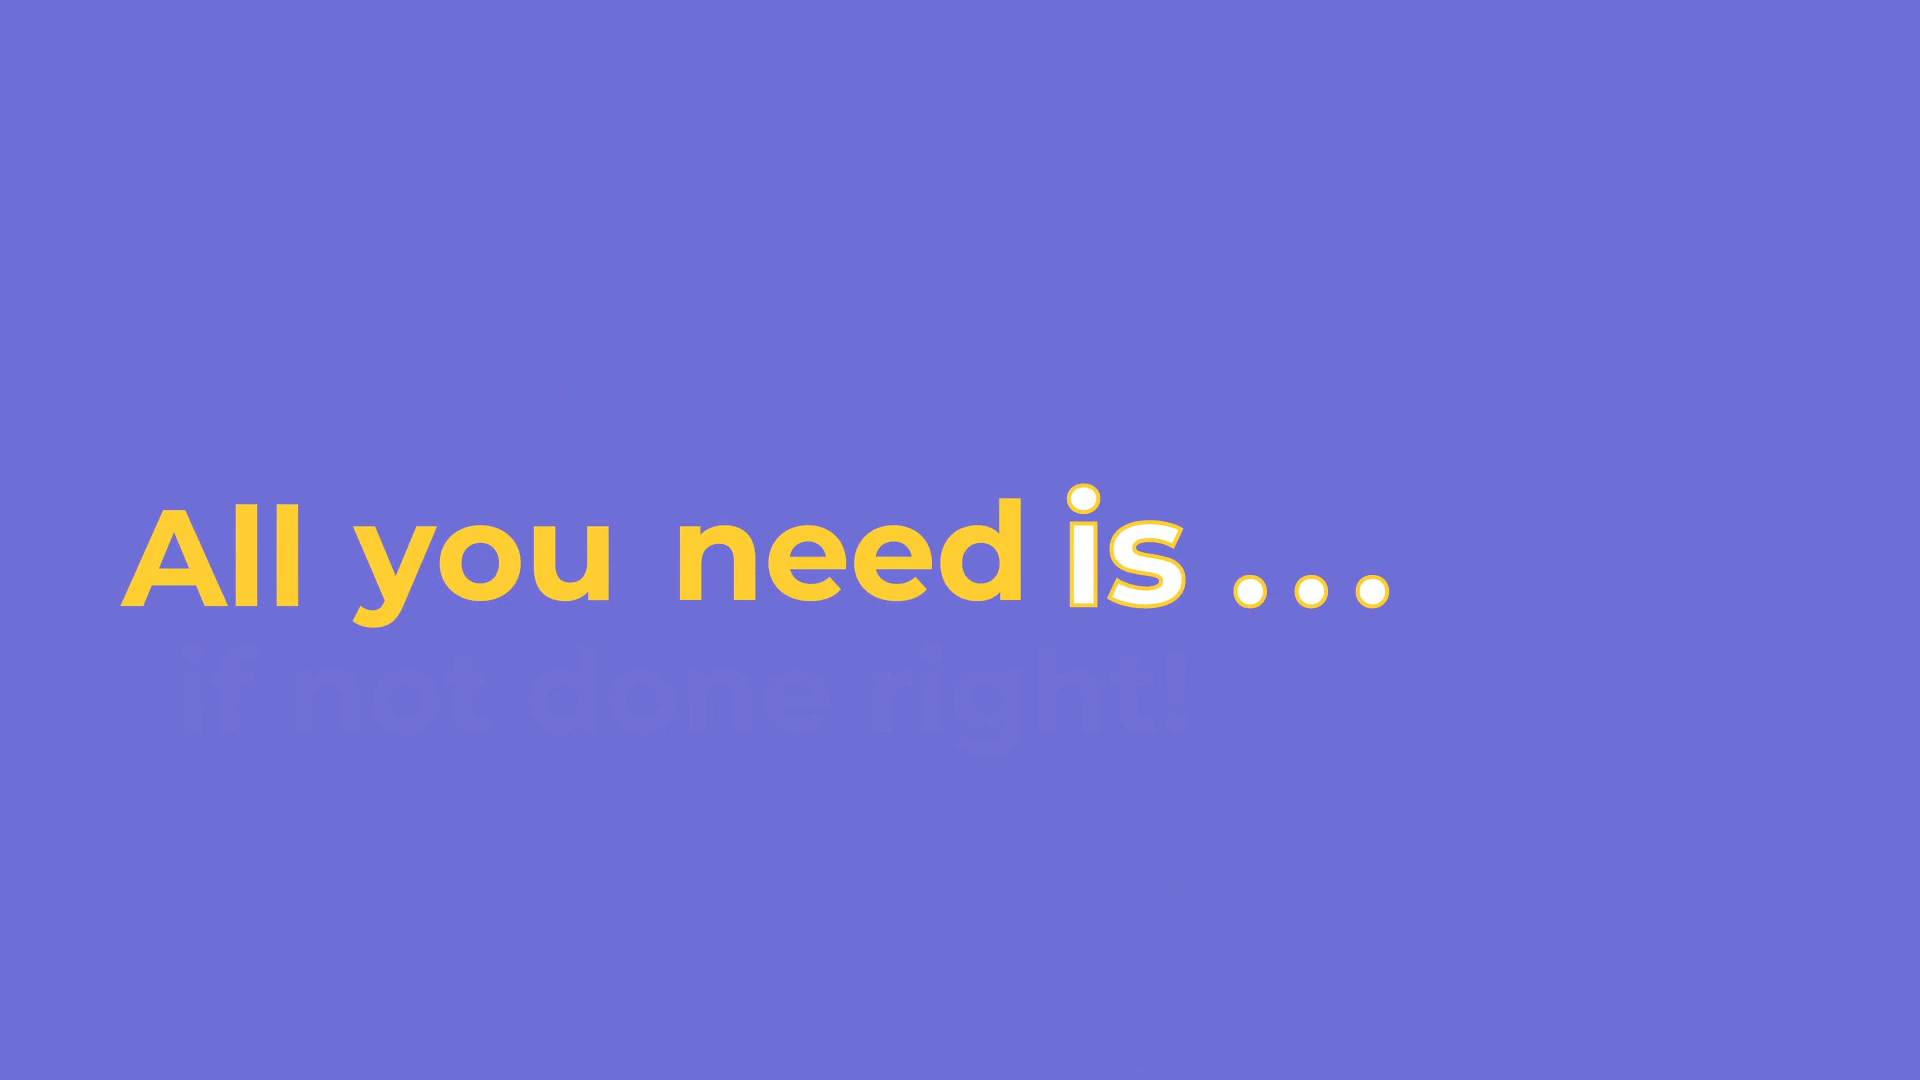 All you need is . . .
if not done right!